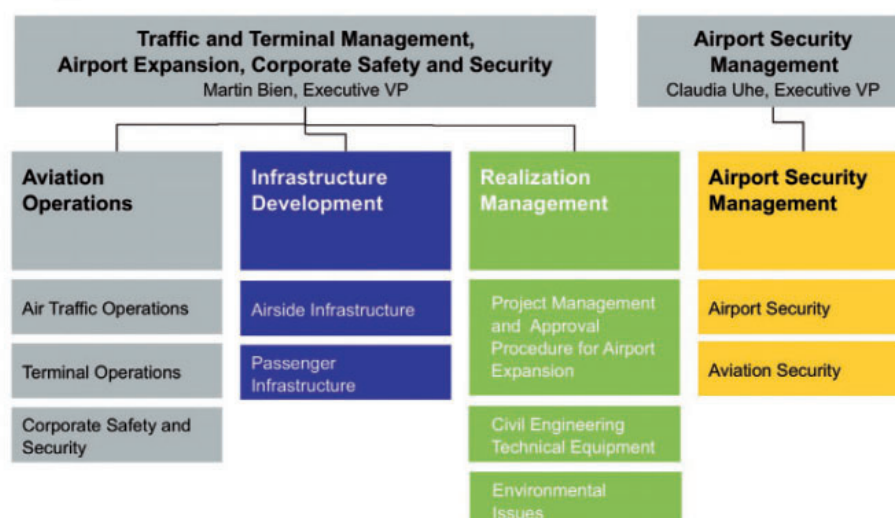 Traffic and Terminal Management,
Airport Expansion, Corporate Safety and Security
Martin Bien, Executive VP
Airport Security
Management
Claudia Uhe, Executive VP
Aviation
Operations
Air Traffic Operations
Terminal Operations
Corporate Safety and
Security
Infrastructure
Development
Airside Infrastructure
Passenger
Infrastructure
Realization
Management
Project Management
and Approval
Procedure for Airport
Expansion
Civil Engineering
Technical Equipment
Environmental
Issues
Airport Security
Management
Airport Security
Aviation Security